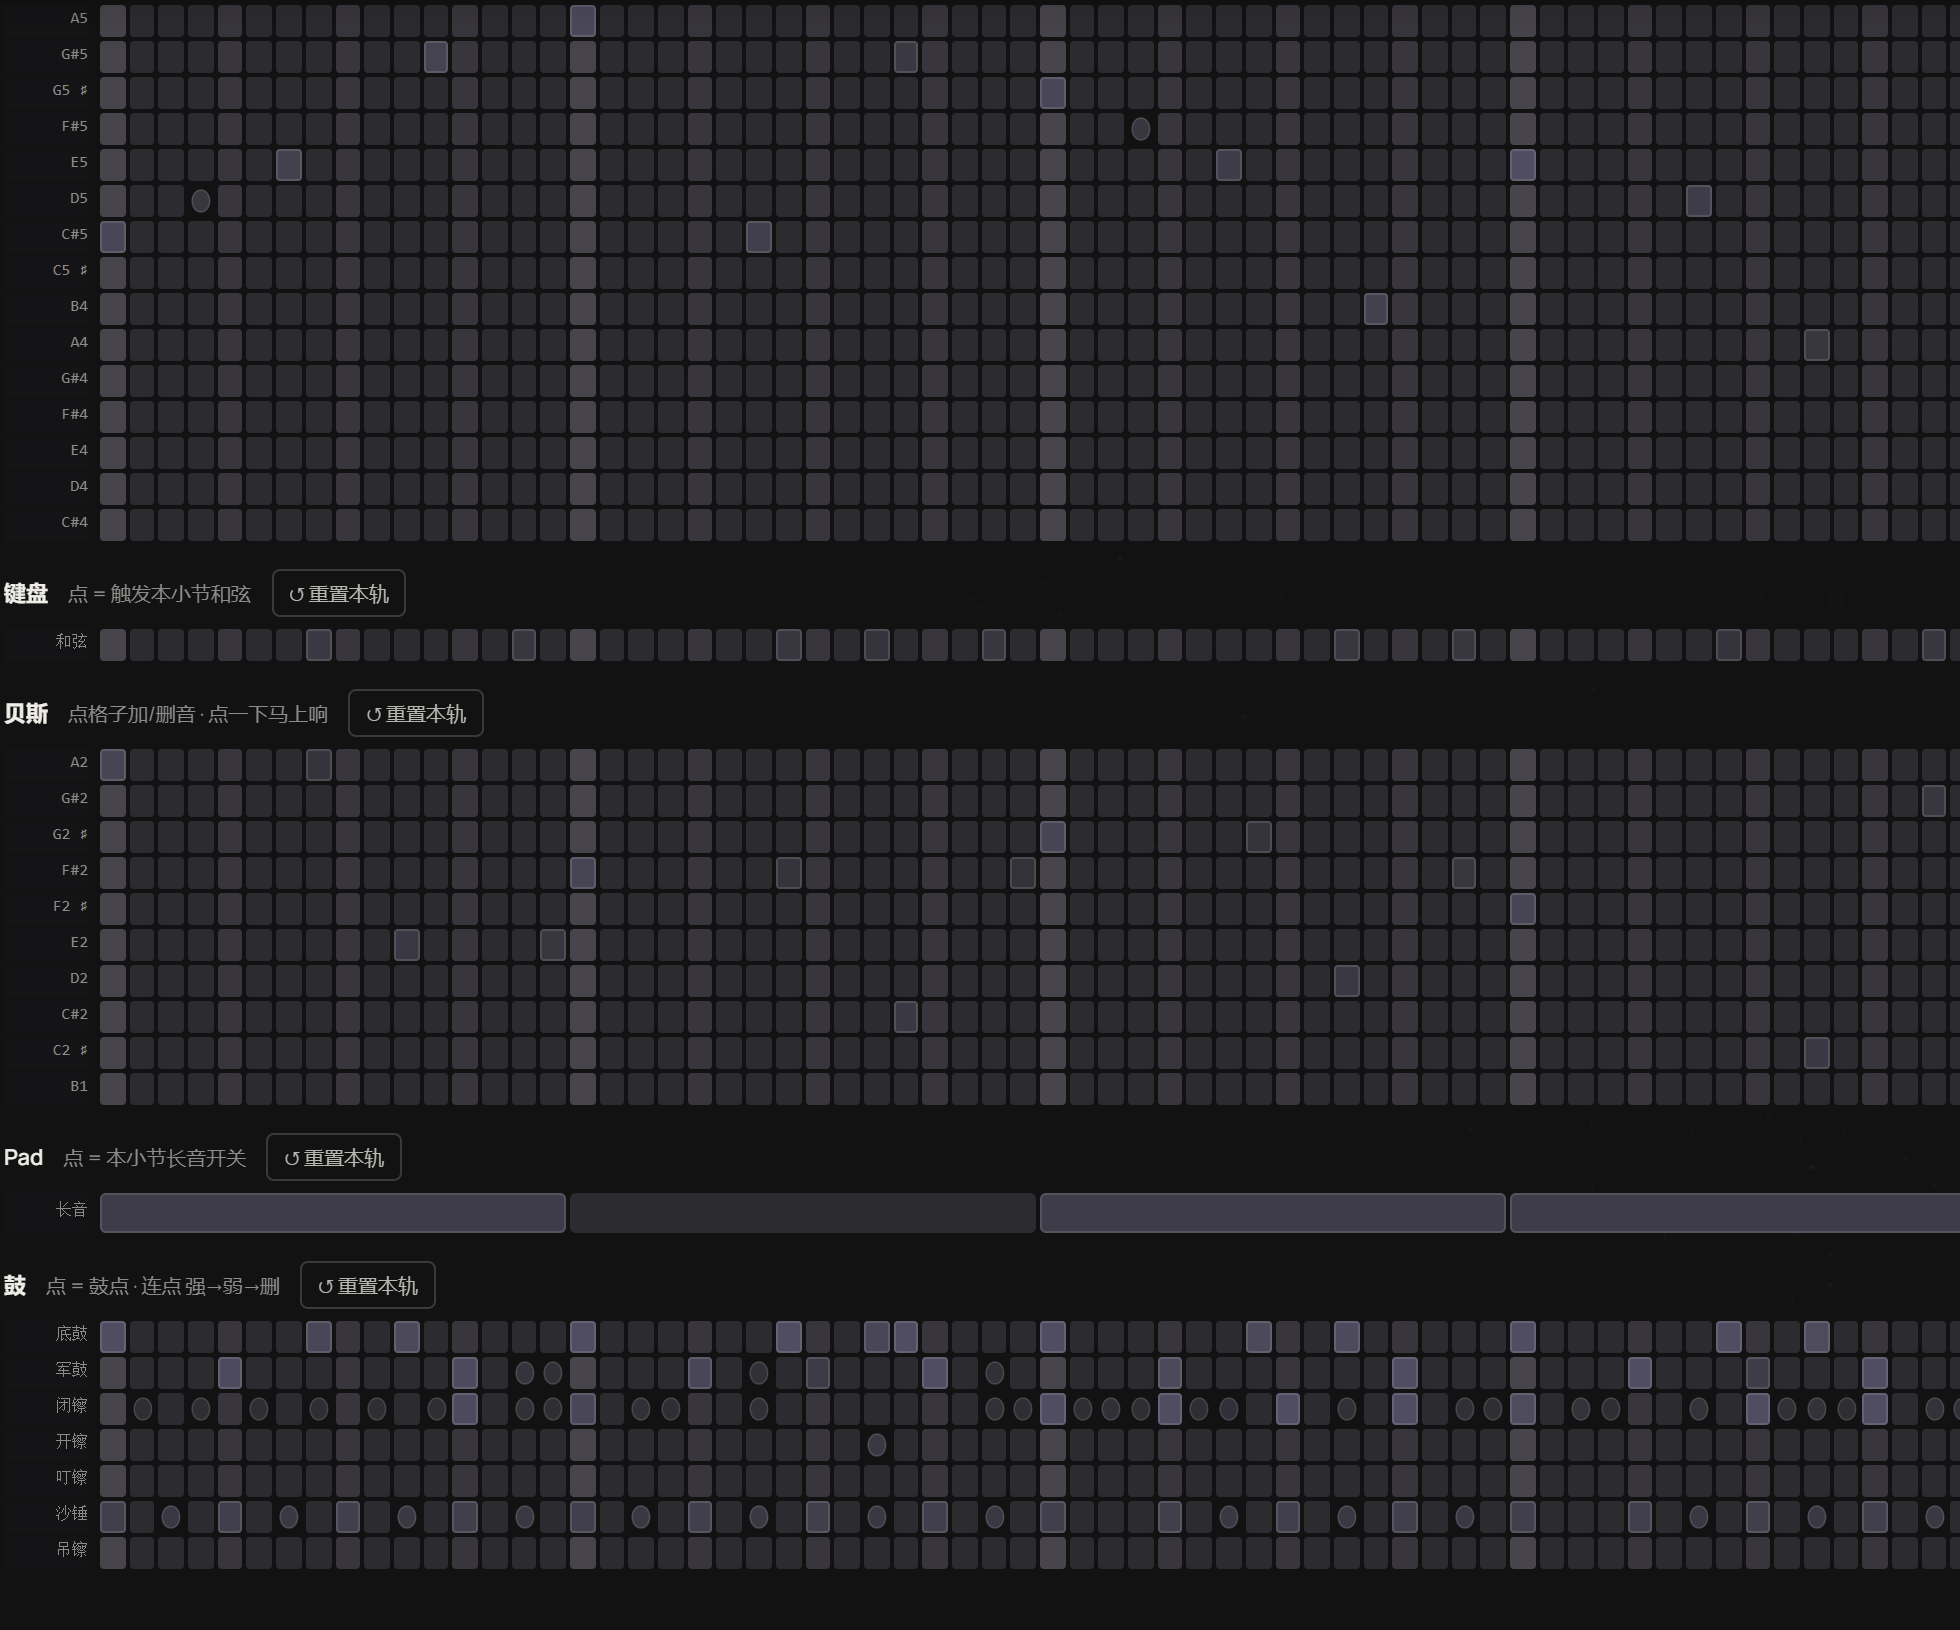 A5
G#5
G5 ♯
F#5
E5
D5
C#5
C5 ♯
B4
A4
G#4
F#4
E4
D4
C#4
键盘 点 = 触发本小节和弦 ↺ 重置本轨
和弦
贝斯 点格子加/删音 · 点一下马上响 ↺ 重置本轨
A2
G#2
G2 ♯
F#2
F2 ♯
E2
D2
C#2
C2 ♯
B1
Pad 点 = 本小节长音开关 ↺ 重置本轨
长音
鼓 点 = 鼓点 · 连点 强→弱→删 ↺ 重置本轨
底鼓
军鼓
闭镲
开镲
叮镲
沙锤
吊镲